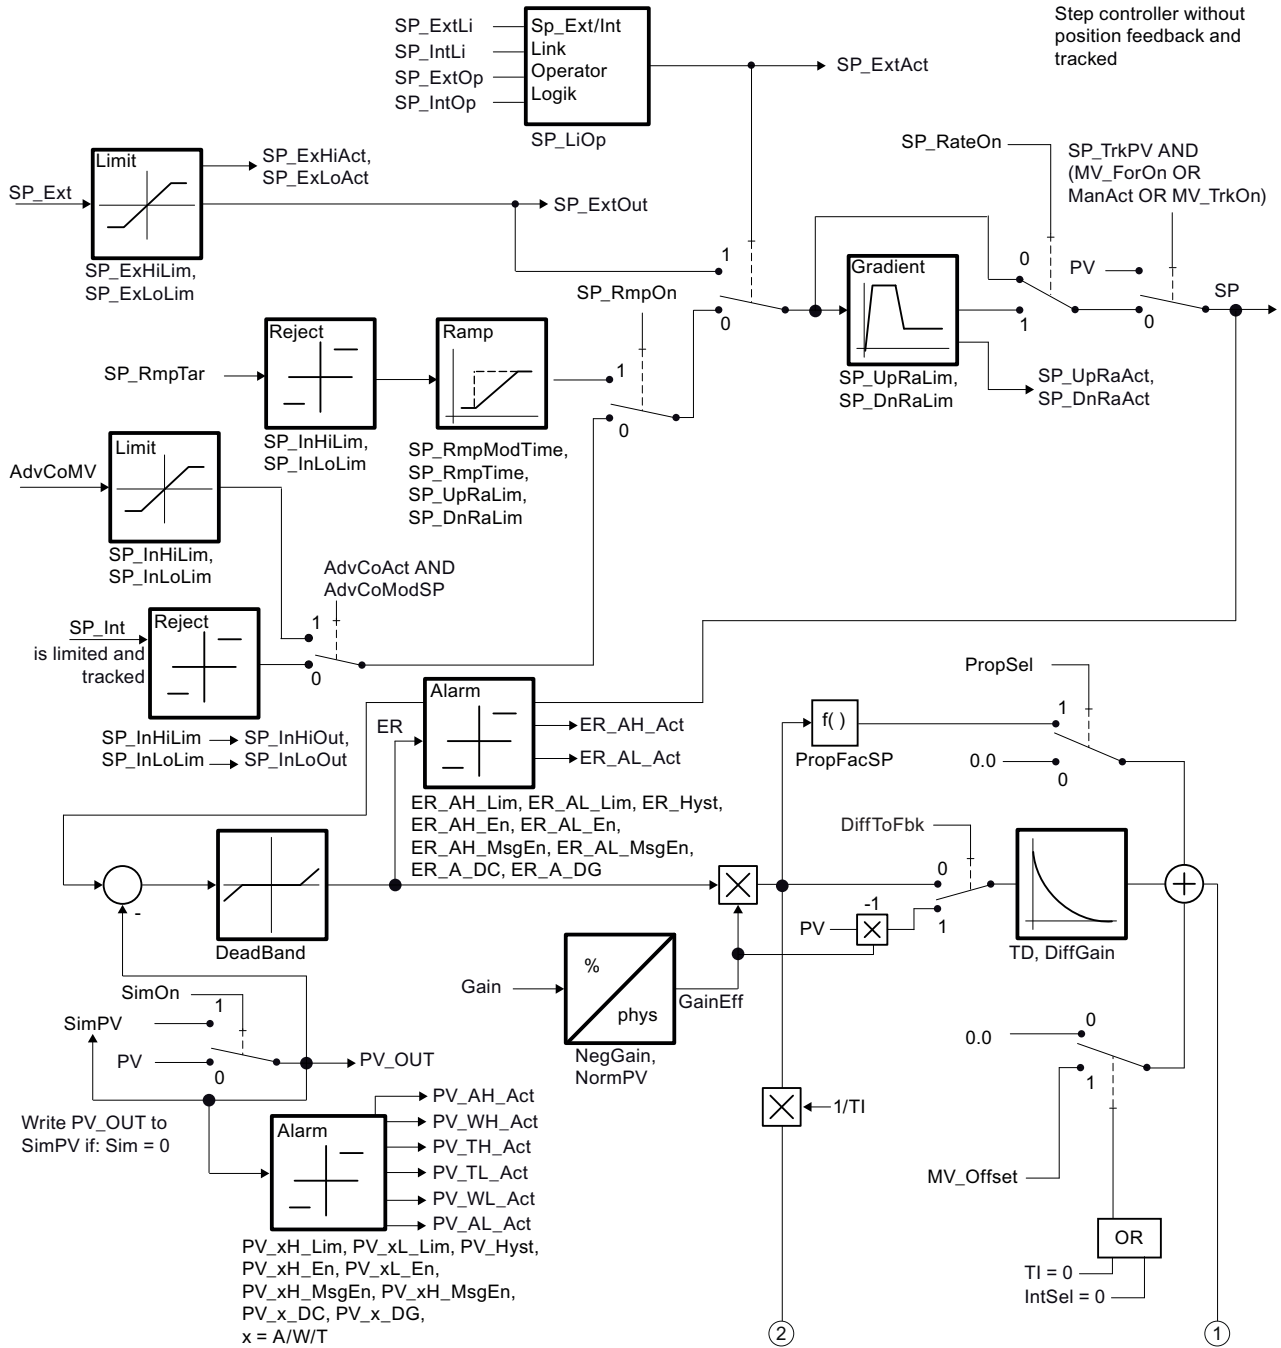 Step controller without
position feedback and
tracked
SP_ExtLi
SP_IntLi
SP_ExtOp
SP_IntOp
Sp_Ext/Int
Link
Operator
Logik
SP_LiOp
SP_ExtAct
SP_RateOn
SP_TrkPV AND
(MV_ForOn OR
ManAct OR MV_TrkOn)
SP_Ext
Limit
SP_ExHiAct,
SP_ExLoAct
SP_ExtOut
SP_ExHiLim,
SP_ExLoLim
SP_RmpOn
1
0
Gradient
SP_UpRaLim,
SP_DnRaLim
0
1
PV
0
SP
SP_UpRaAct,
SP_DnRaAct
SP_RmpTar
Reject
SP_InHiLim,
SP_InLoLim
Ramp
SP_RmpModTime,
SP_RmpTime,
SP_UpRaLim,
SP_DnRaLim
1
0
AdvCoMV
Limit
SP_InHiLim,
SP_InLoLim
AdvCoAct AND
AdvCoModSP
1
0
SP_Int
is limited and
tracked
Reject
SP_InHiLim
SP_InHiOut,
SP_InLoLim
SP_InLoOut
ER
Alarm
ER_AH_Act
ER_AL_Act
ER_AH_Lim, ER_AL_Lim, ER_Hyst,
ER_AH_En, ER_AL_En,
ER_AH_MsgEn, ER_AL_MsgEn,
ER_A_DC, ER_A_DG
PropSel
f( )
PropFacSP
1
0.0
0
DiffToFbk
0
1
-1
PV
TD, DiffGain
-
DeadBand
Gain
%
phys
GainEff
NegGain,
NormPV
SimOn
1
SimPV
PV
0
PV_OUT
Write PV_OUT to
SimPV if: Sim = 0
Alarm
PV_AH_Act
PV_WH_Act
PV_TH_Act
PV_TL_Act
PV_WL_Act
PV_AL_Act
PV_xH_Lim, PV_xL_Lim, PV_Hyst,
PV_xH_En, PV_xL_En,
PV_xH_MsgEn, PV_xH_MsgEn,
PV_x_DC, PV_x_DG,
x = A/W/T
1/TI
0.0
0
1
MV_Offset
OR
TI = 0
IntSel = 0
2
1